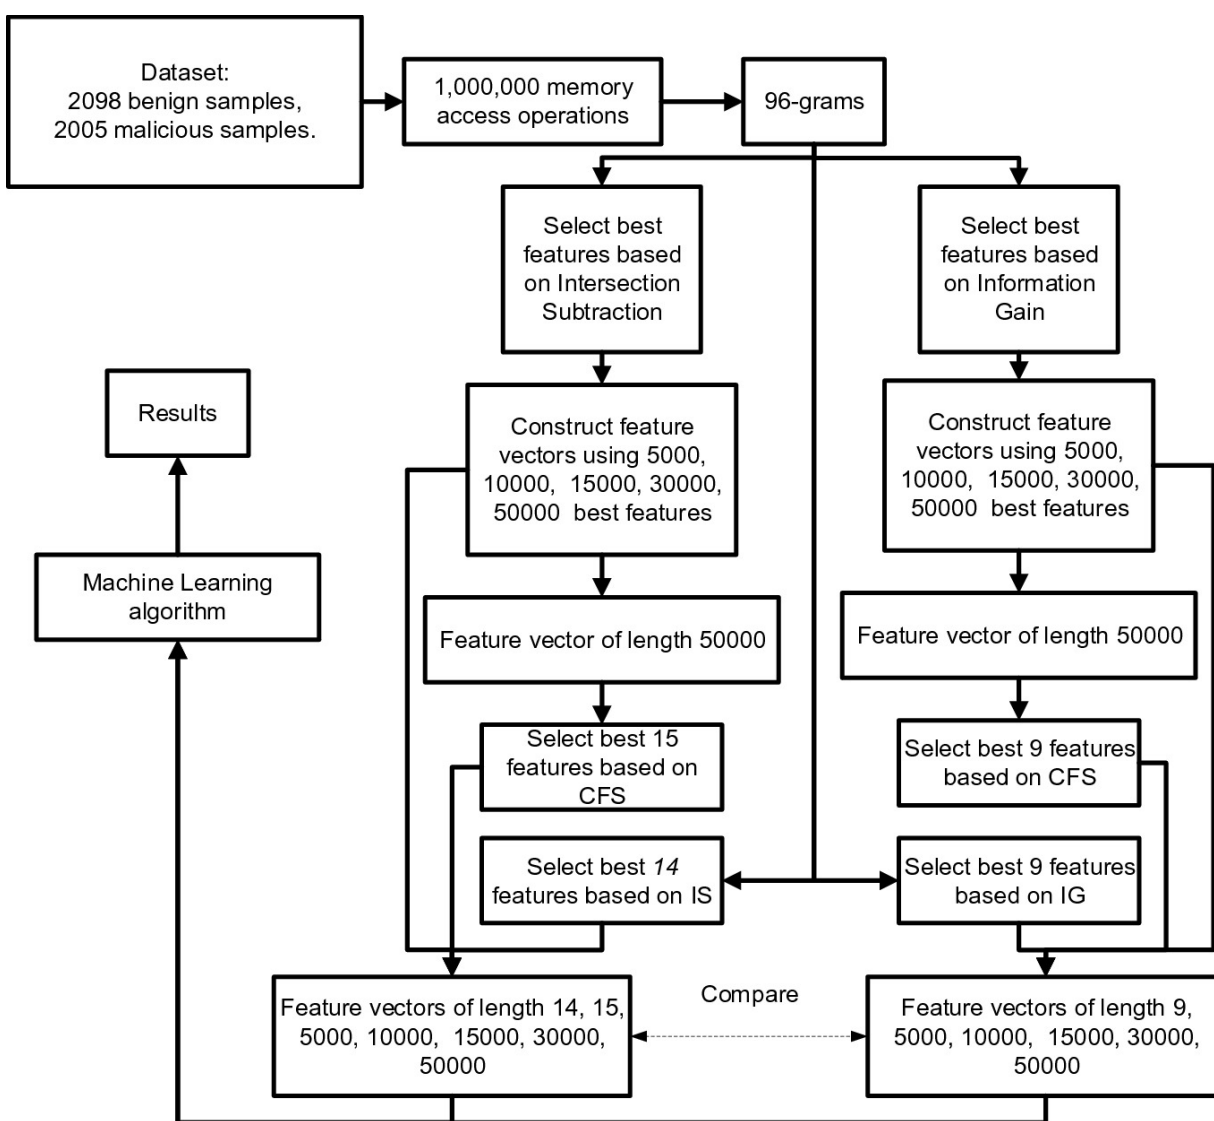 Dataset:
2098 benign samples,
2005 malicious samples.
1,000,000 memory
access operations
96-grams
Select best
features based
on Intersection
Subtraction
Select best
features based
on Information
Gain
Construct feature
vectors using 5000,
10000, 15000, 30000,
50000 best features
Construct feature
vectors using 5000,
10000, 15000, 30000,
50000 best features
Results
Machine Learning
algorithm
Feature vector of length 50000
Feature vector of length 50000
Select best 15
features based on
CFS
Select best 9 features
based on CFS
Select best 14
features based on IS
Select best 9 features
based on IG
Feature vectors of length 14, 15,
5000, 10000, 15000, 30000,
50000
Compare
Feature vectors of length 9,
5000, 10000, 15000, 30000,
50000